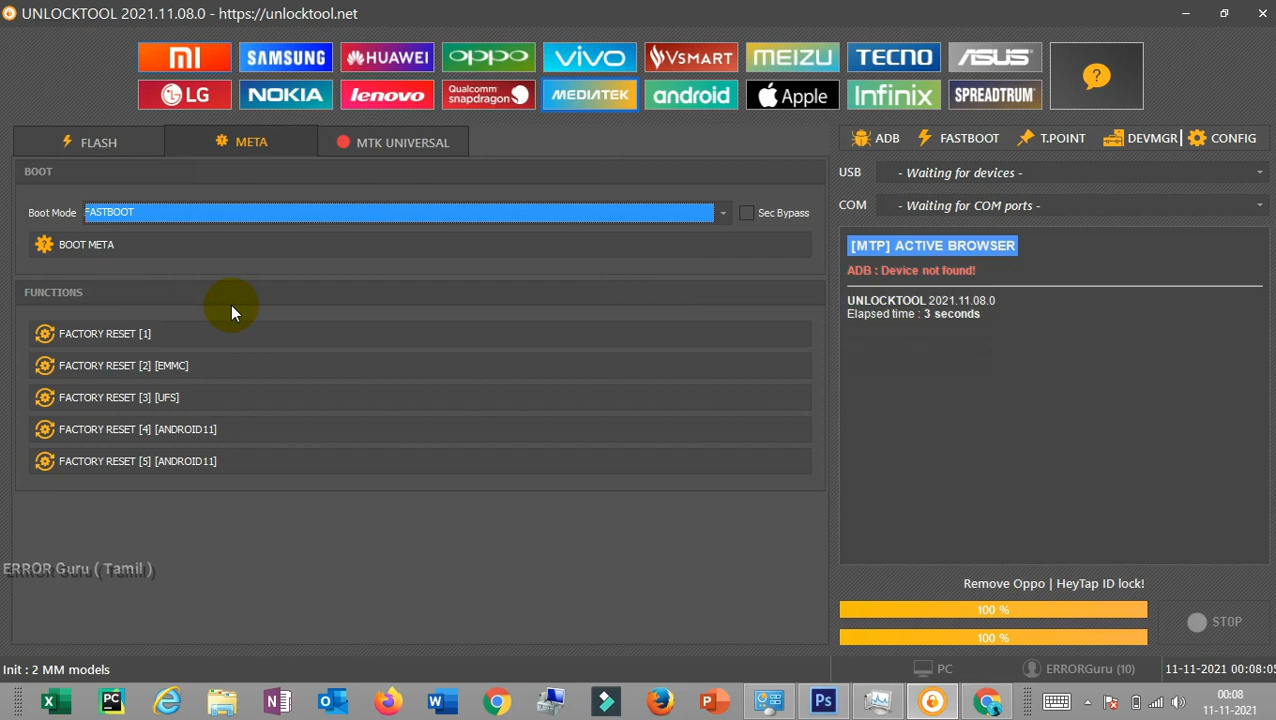 UNLOCKTOOL 2021.11.08.0 - https://unlocktool.net
MI SAMSUNG HUAWEI oppo vivo VSMART MEIZU TECNO ASUS ?
LG NOKIA lenovo Qualcomm snapdragon MEDIATEK android Apple Infinix SPREADTRUM
FLASH META MTK UNIVERSAL
ADB FASTBOOT T.POINT DEVMGR CONFIG
BOOT
USB - Waiting for devices -
Boot Mode FASTBOOT Sec Bypass
COM - Waiting for COM ports -
BOOT META
[MTP] ACTIVE BROWSER
ADB : Device not found!
FUNCTIONS
UNLOCKTOOL 2021.11.08.0
Elapsed time : 3 seconds
FACTORY RESET [1]
FACTORY RESET [2] [EMMC]
FACTORY RESET [3] [UFS]
FACTORY RESET [4] [ANDROID11]
FACTORY RESET [5] [ANDROID11]
ERROR Guru ( Tamil )
Remove Oppo | HeyTap ID lock!
100 %
STOP
100 %
Init : 2 MM models
PC ERRORGuru (10) 11-11-2021 00:08:05
00:08
11-11-2021